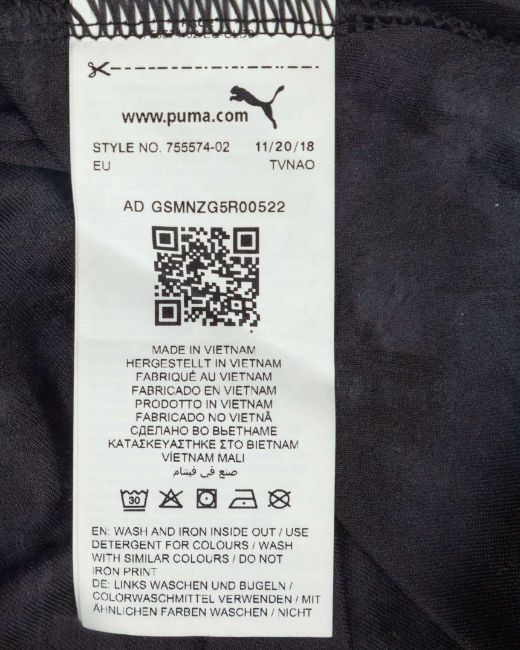 www.puma.com
STYLE NO. 755574-02 11/20/18
EU TVNAO
AD GSMNZG5R00522
MADE IN VIETNAM
HERGESTELLT IN VIETNAM
FABRIQUÉ AU VIETNAM
FABRICADO EN VIETNAM
PRODOTTO IN VIETNAM
FABRICADO NO VIETNÃ
СДЕЛАНО ВО ВЬЕТНАМЕ
ΚΑΤΑΣΚΕΥΑΣΤΗΚΕ ΣΤΟ ΒΙΕΤΝΑΜ
VİETNAM MALI
صنع في فيتنام
30
EN: WASH AND IRON INSIDE OUT / USE
DETERGENT FOR COLOURS / WASH
WITH SIMILAR COLOURS / DO NOT
IRON PRINT
DE: LINKS WASCHEN UND BUGELN /
COLORWASCHMITTEL VERWENDEN / MIT
ÄHNLICHEN FARBEN WASCHEN / NICHT